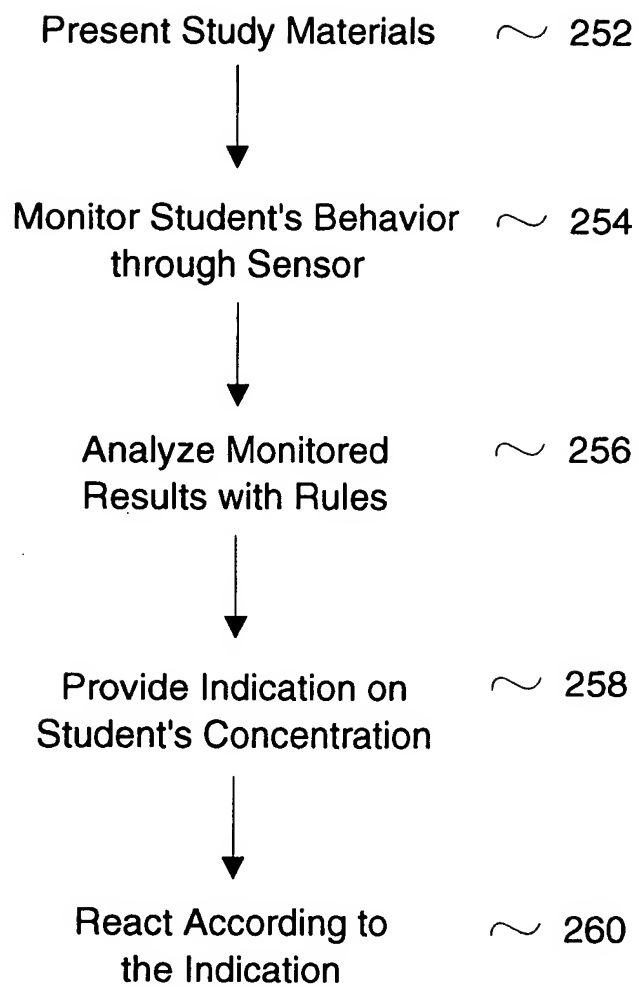 Present Study Materials 252
Monitor Student's Behavior 254
through Sensor
Analyze Monitored 256
Results with Rules
Provide Indication on 258
Student's Concentration
React According to 260
the Indication